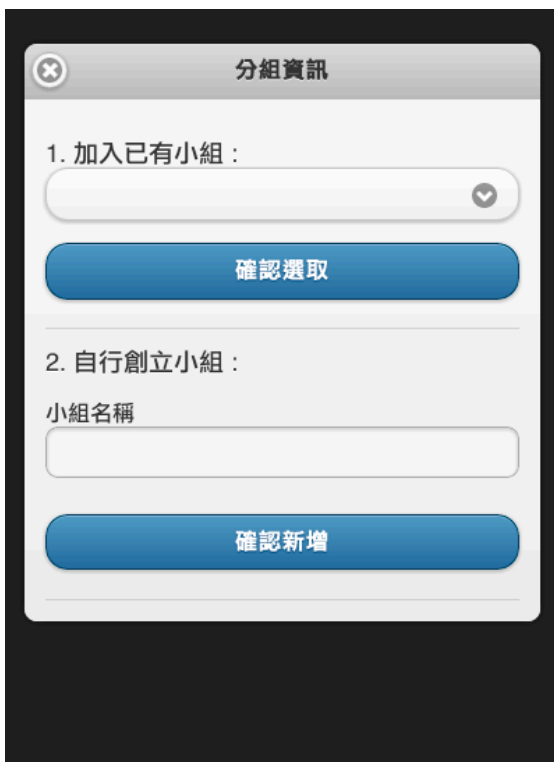 分組資訊
1. 加入已有小組：
確認選取
2. 自行創立小組：
小組名稱
確認新增